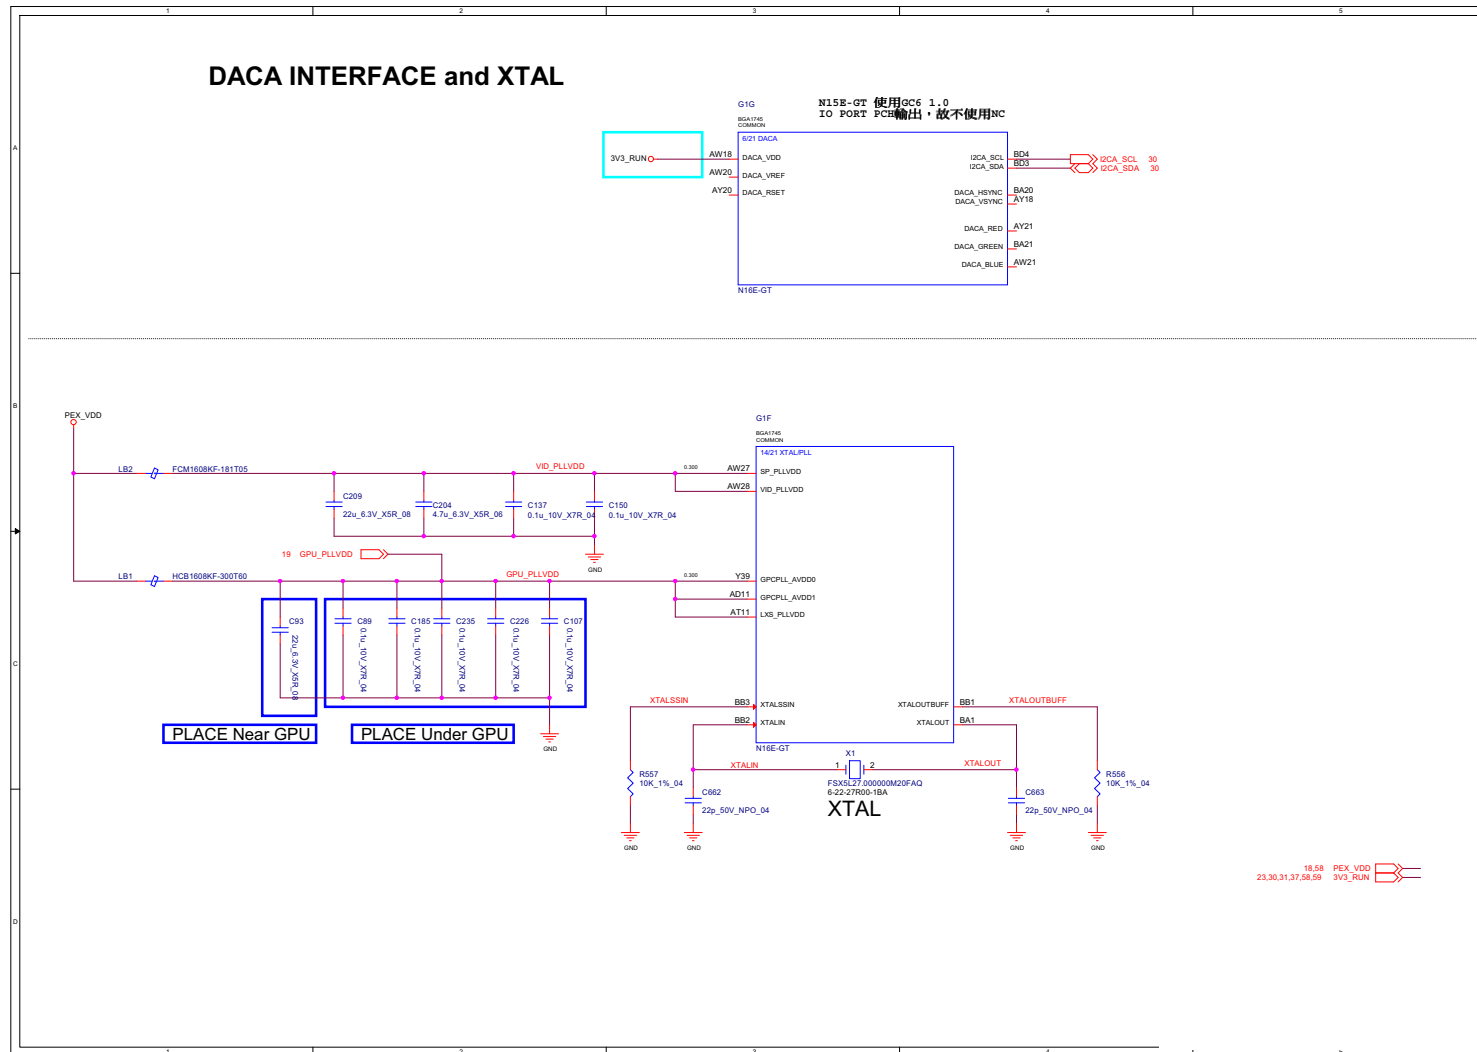 1 2 3 4 5
DACA INTERFACE and XTAL
G1G
N15E-GT 使用GC6 1.0
IO PORT PCH輸出，故不使用NC
BGA1745
COMMON
6/21 DACA
A
3V3_RUN
AW18 DACA_VDD
AW20 DACA_VREF
AY20 DACA_RSET
I2CA_SCL BD4 I2CA_SCL 30
I2CA_SDA BD3 I2CA_SDA 30
DACA_HSYNC BA20
DACA_VSYNC AY18
DACA_RED AY21
DACA_GREEN BA21
DACA_BLUE AW21
N16E-GT
B
PEX_VDD
G1F
BGA1745
COMMON
14/21 XTAL/PLL
LB2 FCM1608KF-181T05 VID_PLLVDD 0.300 AW27 SP_PLLVDD
AW28 VID_PLLVDD
C209
22u_6.3V_X5R_08
C204
4.7u_6.3V_X5R_06
C137
0.1u_10V_X7R_04
C150
0.1u_10V_X7R_04
GND
19 GPU_PLLVDD
LB1 HCB1608KF-300T60 GPU_PLLVDD 0.300 Y39 GPCPLL_AVDD0
AD11 GPCPLL_AVDD1
AT11 LXS_PLLVDD
C
C93
22u_6.3V_X5R_08
C89
0.1u_10V_X7R_04
C185
0.1u_10V_X7R_04
C235
0.1u_10V_X7R_04
C226
0.1u_10V_X7R_04
C107
0.1u_10V_X7R_04
PLACE Near GPU
PLACE Under GPU
GND
XTALSSIN BB3 XTALSSIN
BB2 XTALIN
XTALOUTBUFF BB1 XTALOUTBUFF
XTALOUT BA1
N16E-GT
X1
XTALIN 1 2 XTALOUT
FSX5L27.000000M20FAQ
6-22-27R00-1BA
XTAL
R557
10K_1%_04
C662
22p_50V_NPO_04
C663
22p_50V_NPO_04
R556
10K_1%_04
GND GND GND GND
18,58 PEX_VDD
23,30,31,37,58,59 3V3_RUN
D
1 2 3 4